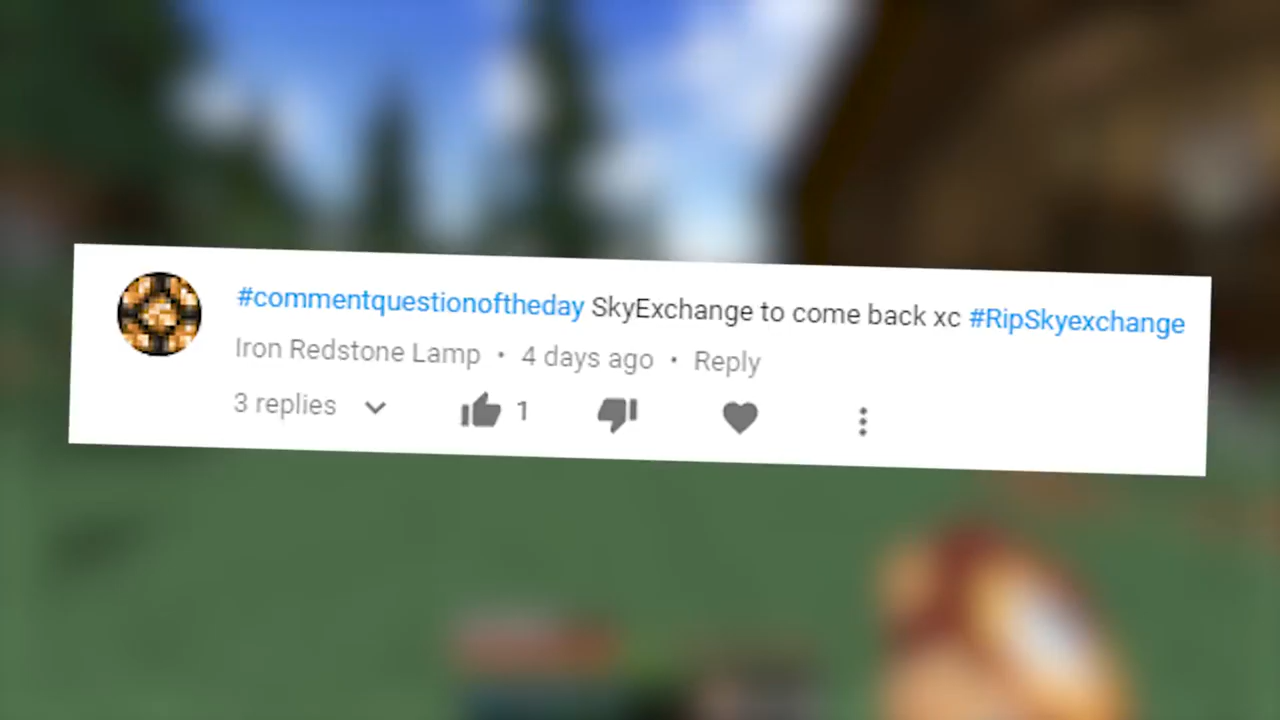 #commentquestionoftheday SkyExchange to come back xc #RipSkyexchange
Iron Redstone Lamp • 4 days ago • Reply
3 replies 1